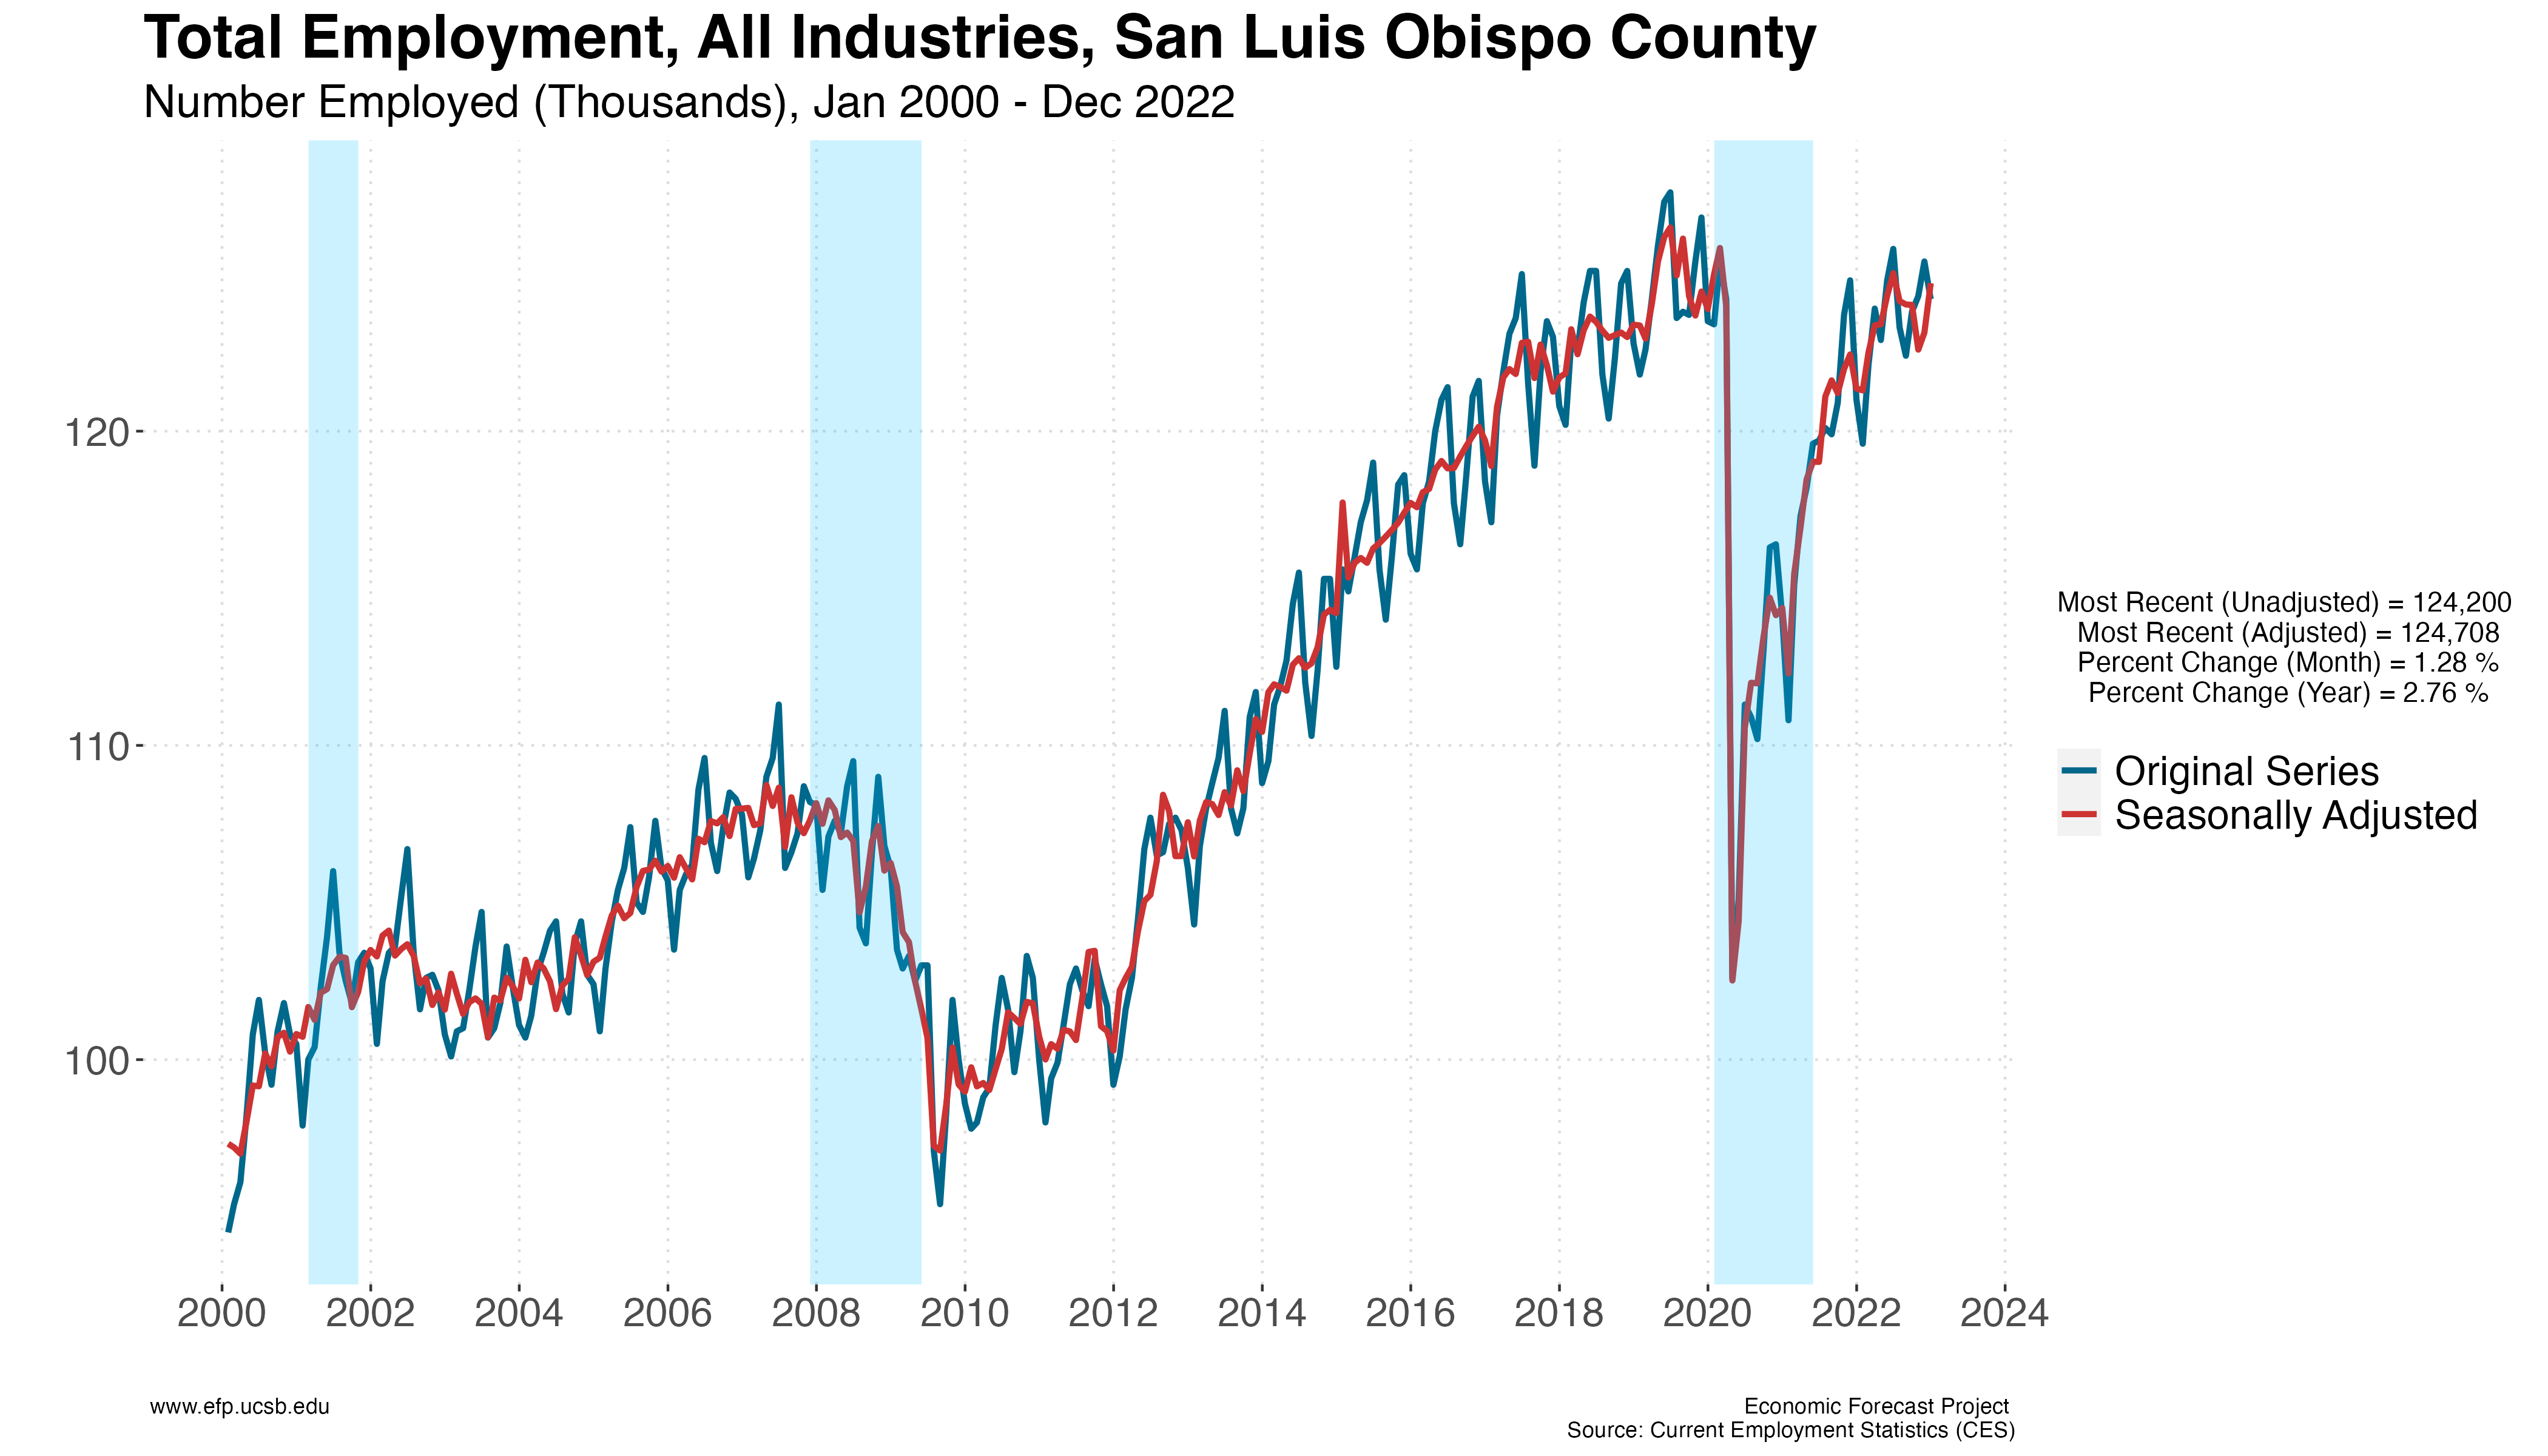 Total Employment, All Industries, San Luis Obispo County
Number Employed (Thousands), Jan 2000 - Dec 2022
120
110
100
2000 2002 2004 2006 2008 2010 2012 2014 2016 2018 2020 2022 2024
Most Recent (Unadjusted) = 124,200
Most Recent (Adjusted) = 124,708
Percent Change (Month) = 1.28 %
Percent Change (Year) = 2.76 %
Original Series
Seasonally Adjusted
www.efp.ucsb.edu
Economic Forecast Project
Source: Current Employment Statistics (CES)